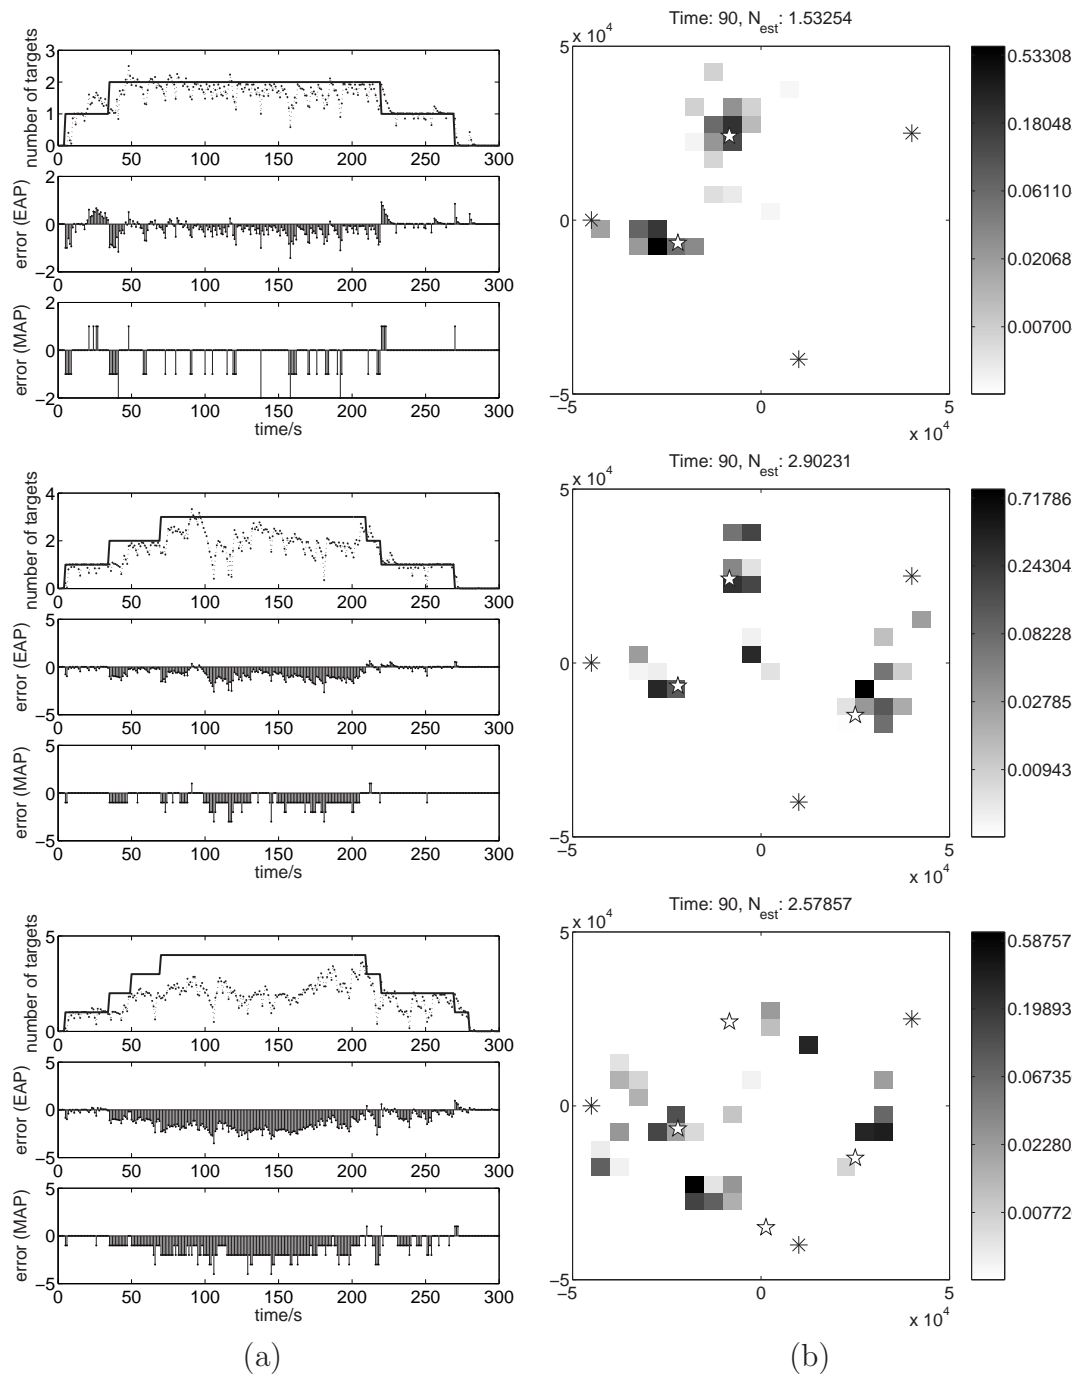 3
2
1
0
number of targets
0 50 100 150 200 250 300
2
0
−2
error (EAP)
0 50 100 150 200 250 300
2
0
−2
error (MAP)
0 50 100 150 200 250 300
time/s
Time: 90, N_est: 1.53254
x 10^4
5
0
−5
−5 0 5
x 10^4
0.53308
0.18048
0.06110
0.02068
0.00700
4
2
0
number of targets
0 50 100 150 200 250 300
5
0
−5
error (EAP)
0 50 100 150 200 250 300
5
0
−5
error (MAP)
0 50 100 150 200 250 300
time/s
Time: 90, N_est: 2.90231
x 10^4
5
0
−5
−5 0 5
x 10^4
0.71786
0.24304
0.08228
0.02785
0.00943
5
0
number of targets
0 50 100 150 200 250 300
5
0
−5
error (EAP)
0 50 100 150 200 250 300
5
0
−5
error (MAP)
0 50 100 150 200 250 300
time/s
Time: 90, N_est: 2.57857
x 10^4
5
0
−5
−5 0 5
x 10^4
0.58757
0.19893
0.06735
0.02280
0.00772
(a)
(b)